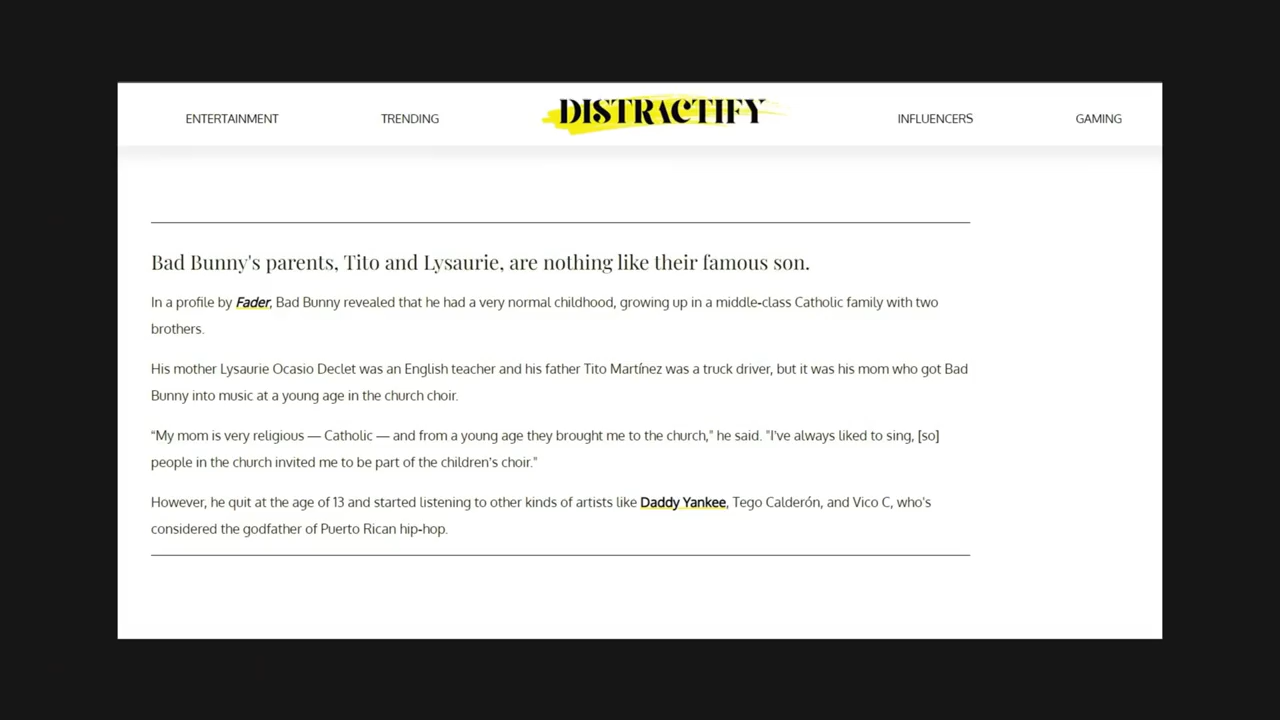 ENTERTAINMENT TRENDING DISTRACTIFY INFLUENCERS GAMING
Bad Bunny's parents, Tito and Lysaurie, are nothing like their famous son.
In a profile by Fader, Bad Bunny revealed that he had a very normal childhood, growing up in a middle-class Catholic family with two
brothers.
His mother Lysaurie Ocasio Declet was an English teacher and his father Tito Martínez was a truck driver, but it was his mom who got Bad
Bunny into music at a young age in the church choir.
“My mom is very religious — Catholic — and from a young age they brought me to the church," he said. "I've always liked to sing, [so]
people in the church invited me to be part of the children's choir."
However, he quit at the age of 13 and started listening to other kinds of artists like Daddy Yankee, Tego Calderón, and Vico C, who's
considered the godfather of Puerto Rican hip-hop.